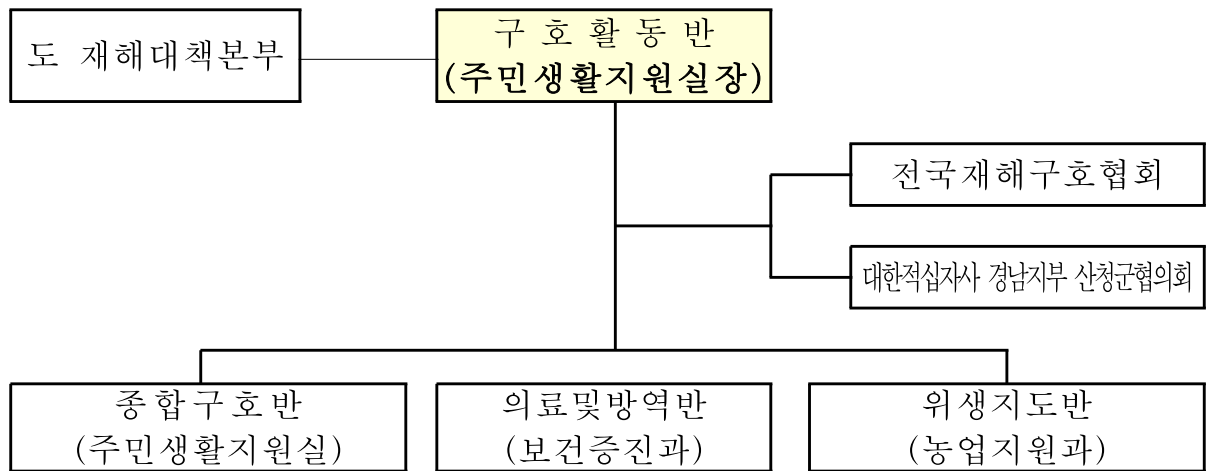 도 재해대책본부
구 호 활 동 반
(주민생활지원실장)
전국재해구호협회
대한적십자사 경남지부 산청군협의회
종합구호반
(주민생활지원실)
의료및방역반
(보건증진과)
위생지도반
(농업지원과)